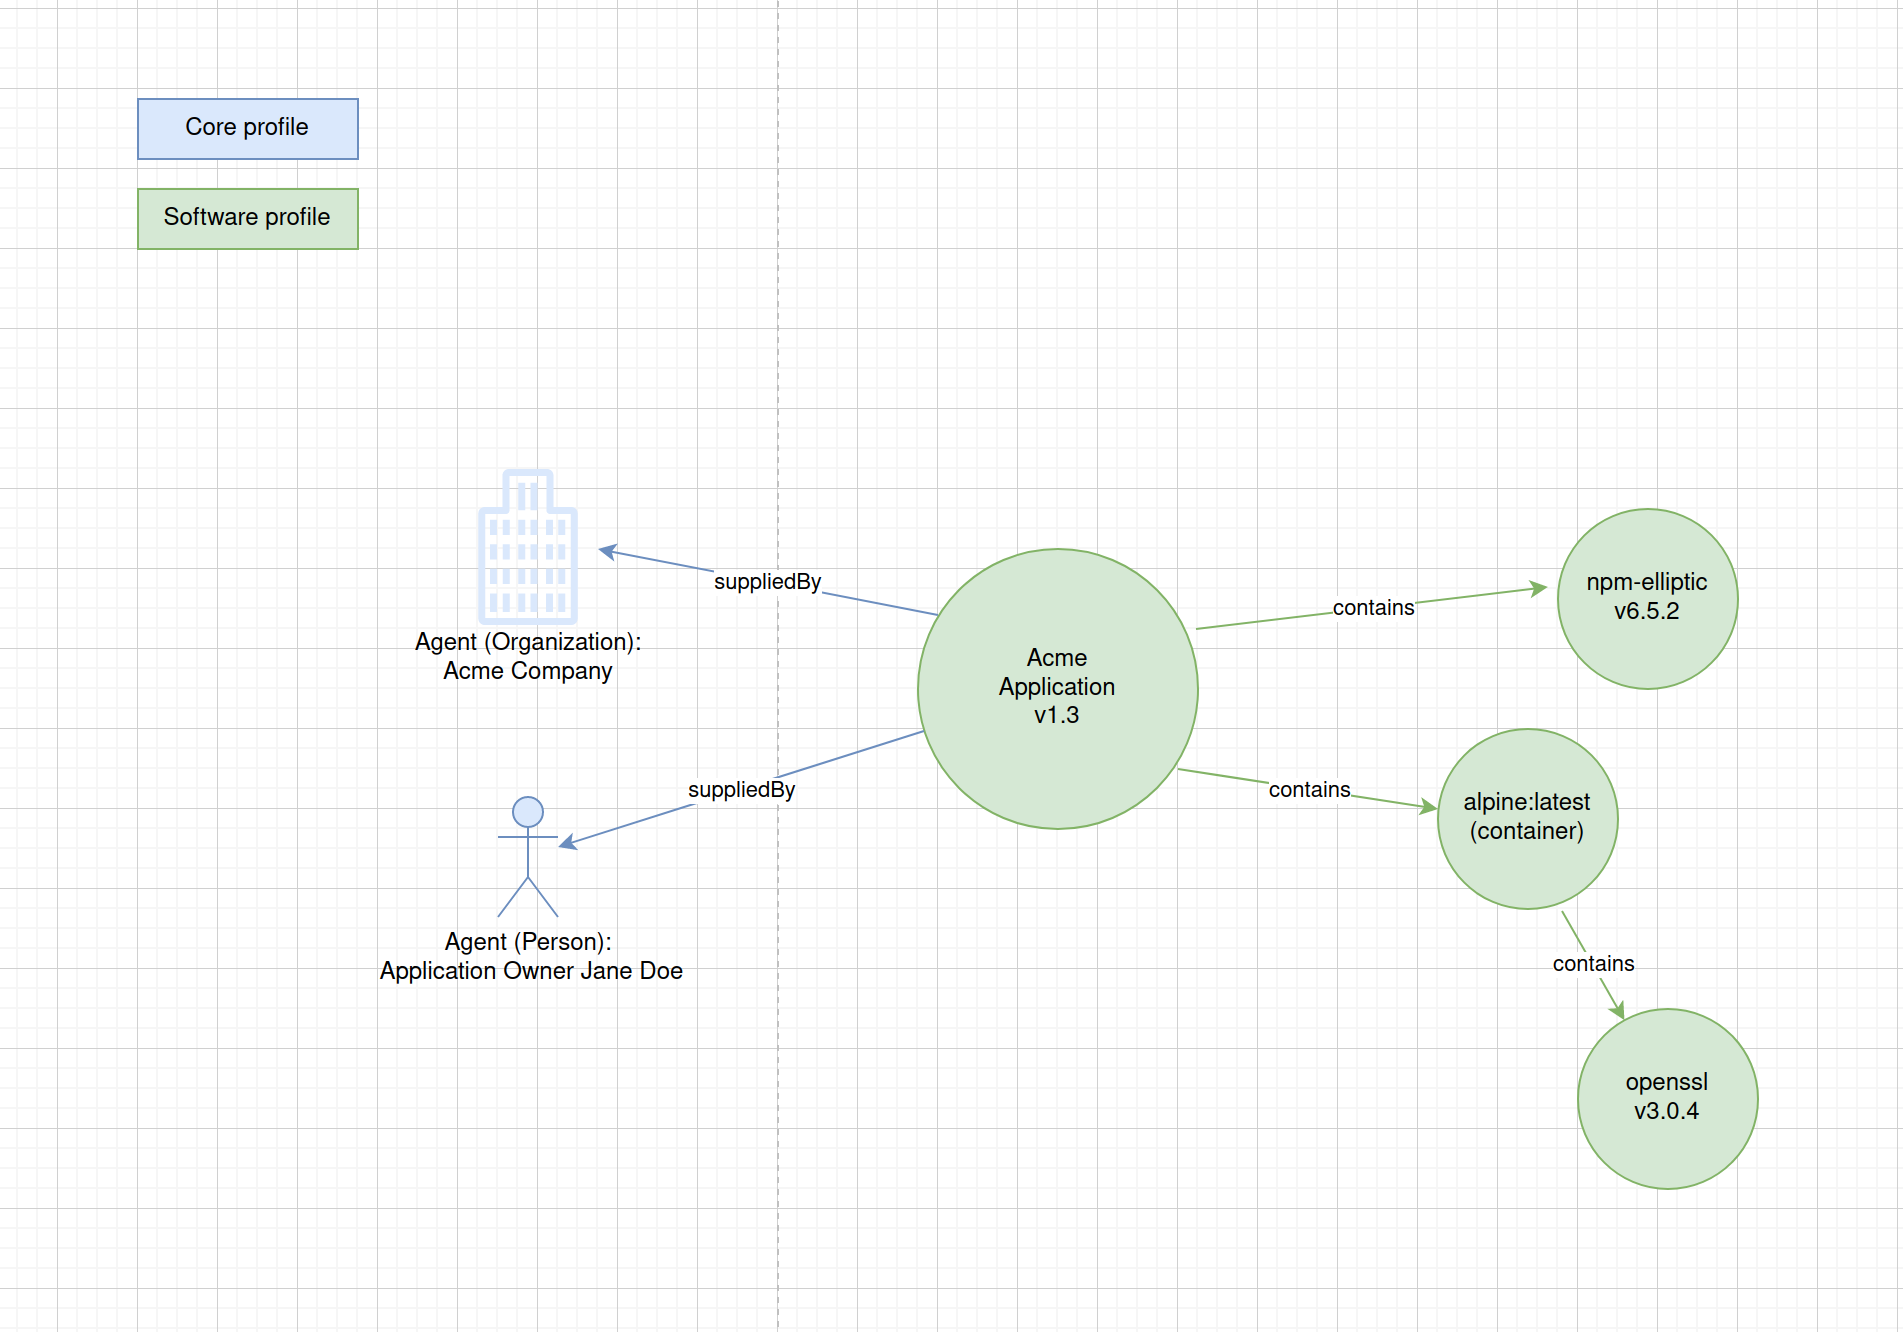 Core profile
Software profile
suppliedBy
Agent (Organization):
Acme Company
suppliedBy
Agent (Person):
Application Owner Jane Doe
Acme
Application
v1.3
contains
npm-elliptic
v6.5.2
contains
alpine:latest
(container)
contains
openssl
v3.0.4